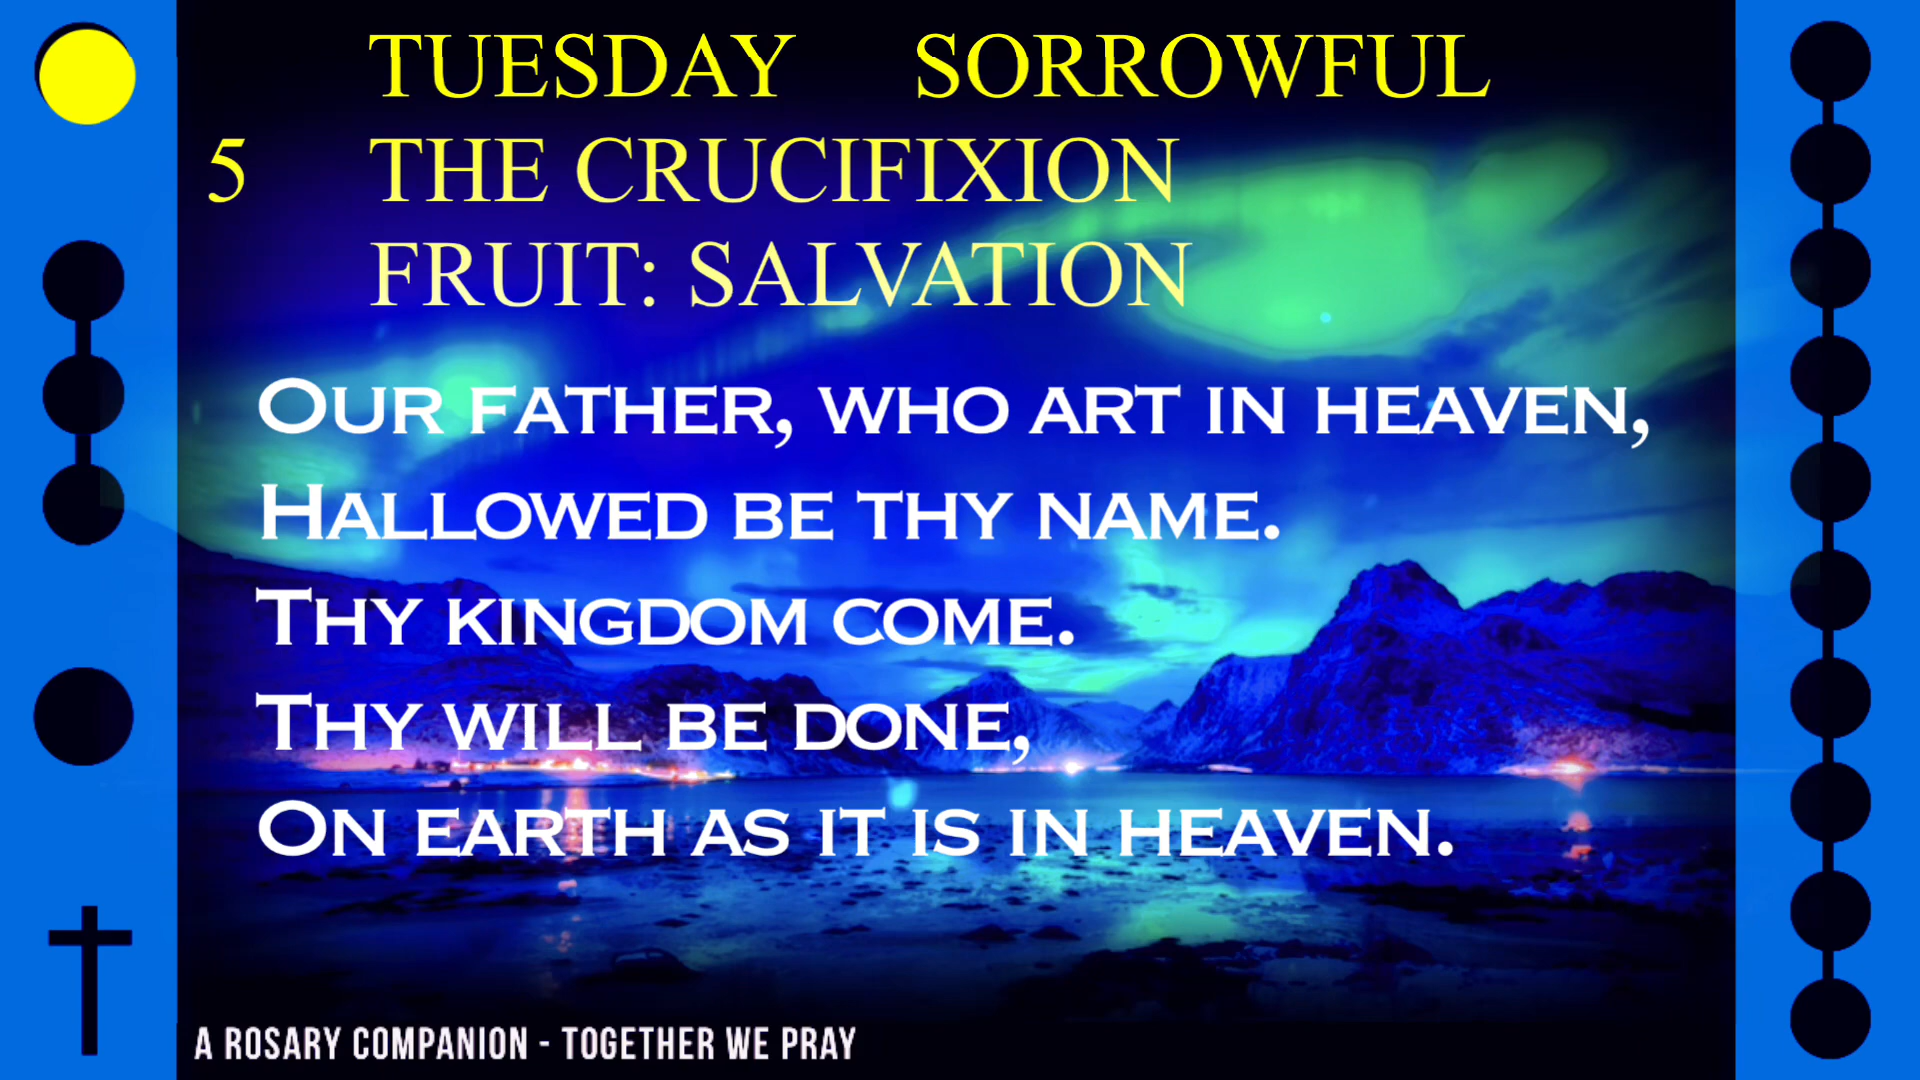 TUESDAY SORROWFUL
5 THE CRUCIFIXION
FRUIT: SALVATION
OUR FATHER, WHO ART IN HEAVEN,
HALLOWED BE THY NAME.
THY KINGDOM COME.
THY WILL BE DONE,
ON EARTH AS IT IS IN HEAVEN.
A ROSARY COMPANION - TOGETHER WE PRAY